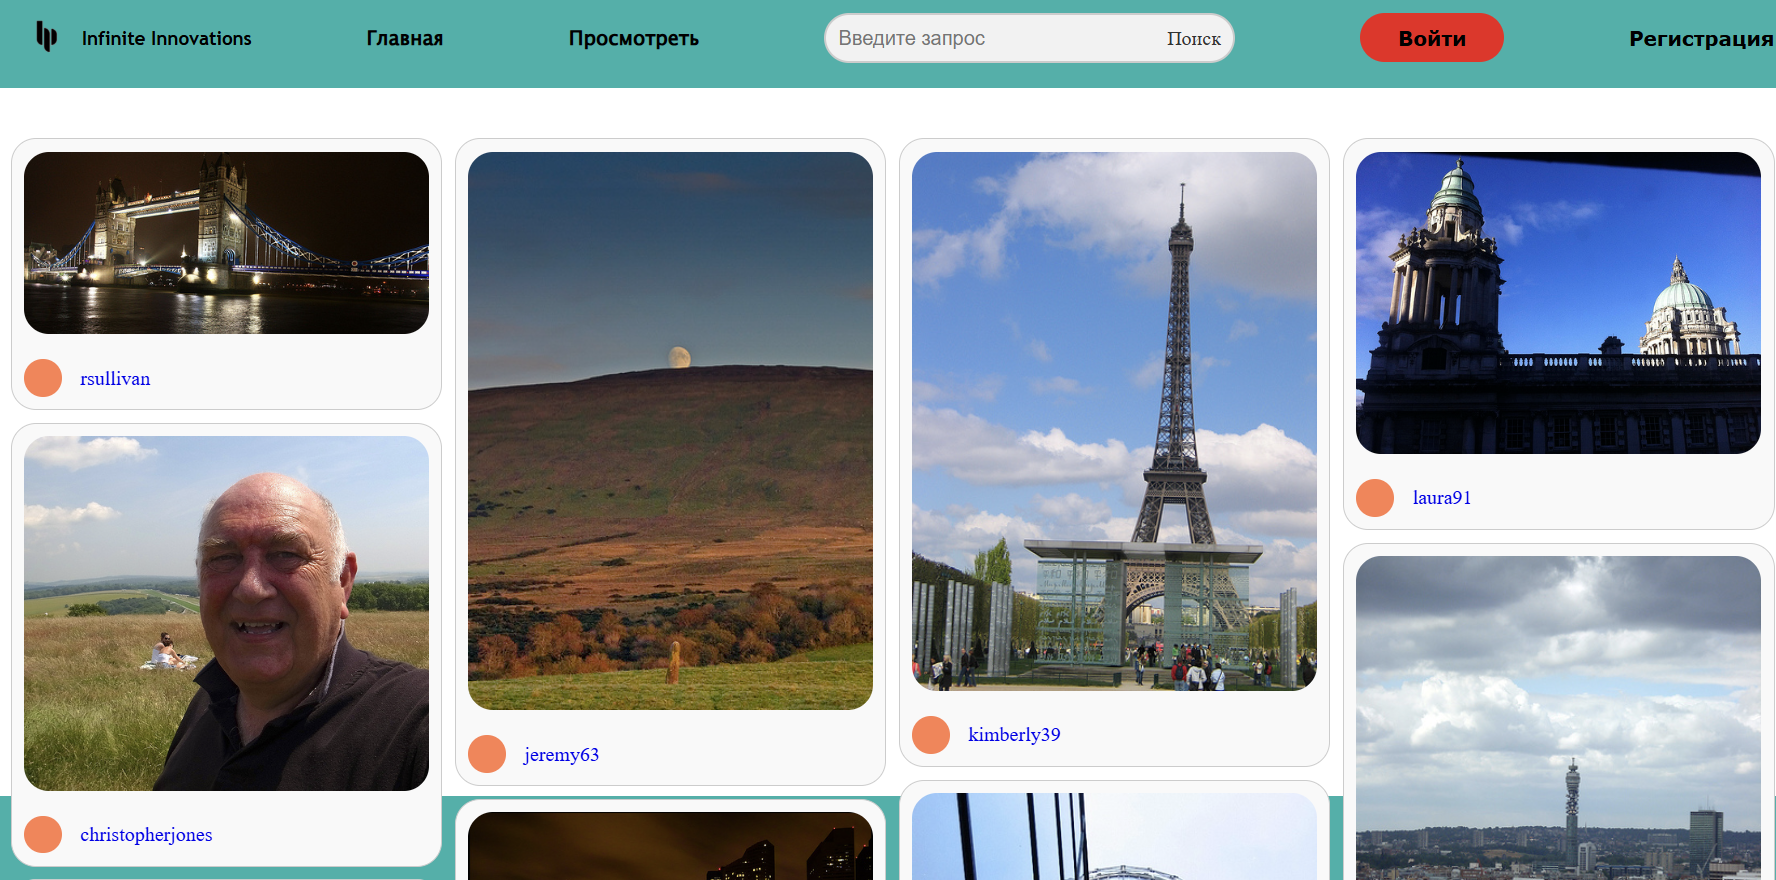 Infinite Innovations
Главная
Просмотреть
Введите запрос
Поиск
Войти
Регистрация
rsullivan
jeremy63
kimberly39
laura91
christopherjones